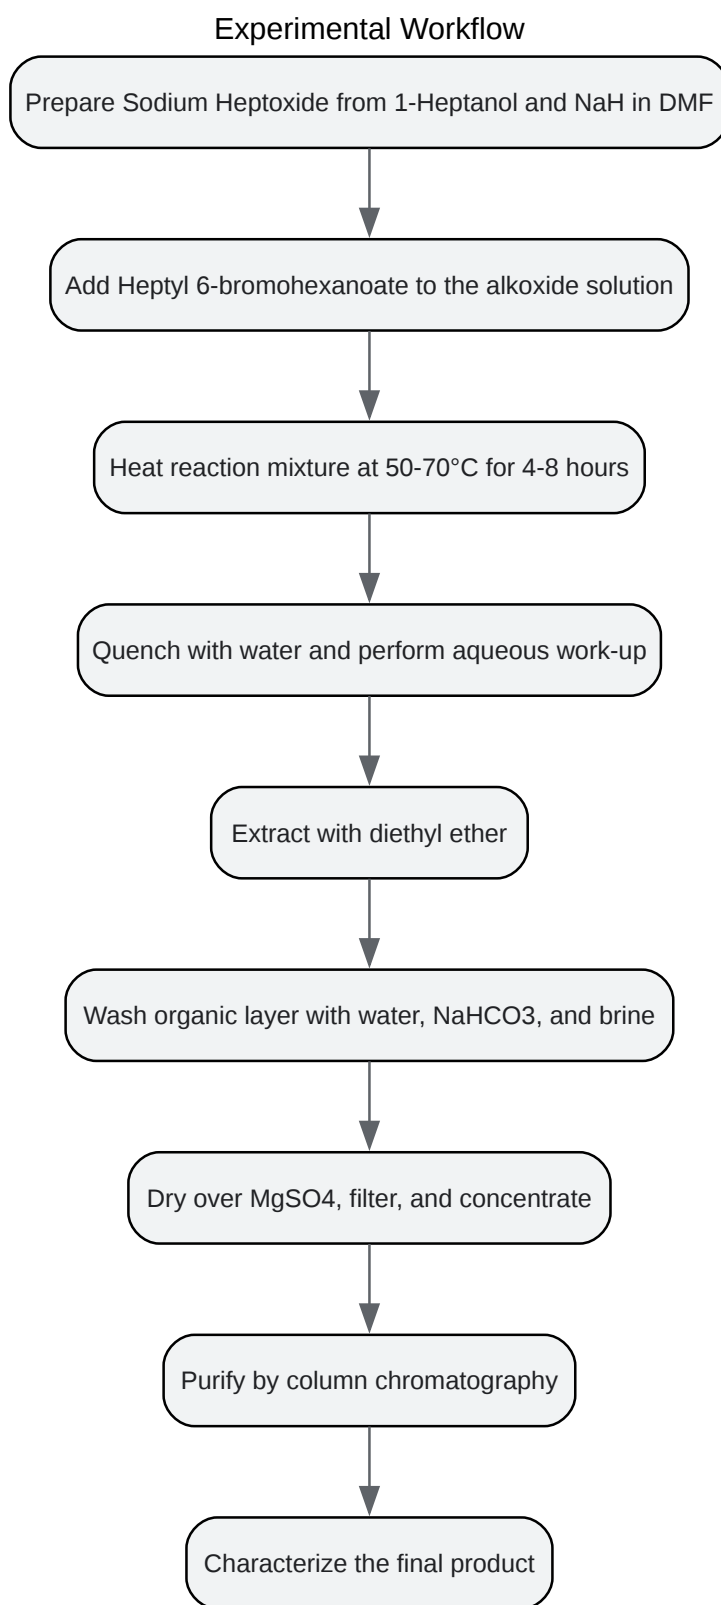 Experimental Workflow
Prepare Sodium Heptoxide from 1-Heptanol and NaH in DMF
Add Heptyl 6-bromohexanoate to the alkoxide solution
Heat reaction mixture at 50-70°C for 4-8 hours
Quench with water and perform aqueous work-up
Extract with diethyl ether
Wash organic layer with water, NaHCO3, and brine
Dry over MgSO4, filter, and concentrate
Purify by column chromatography
Characterize the final product